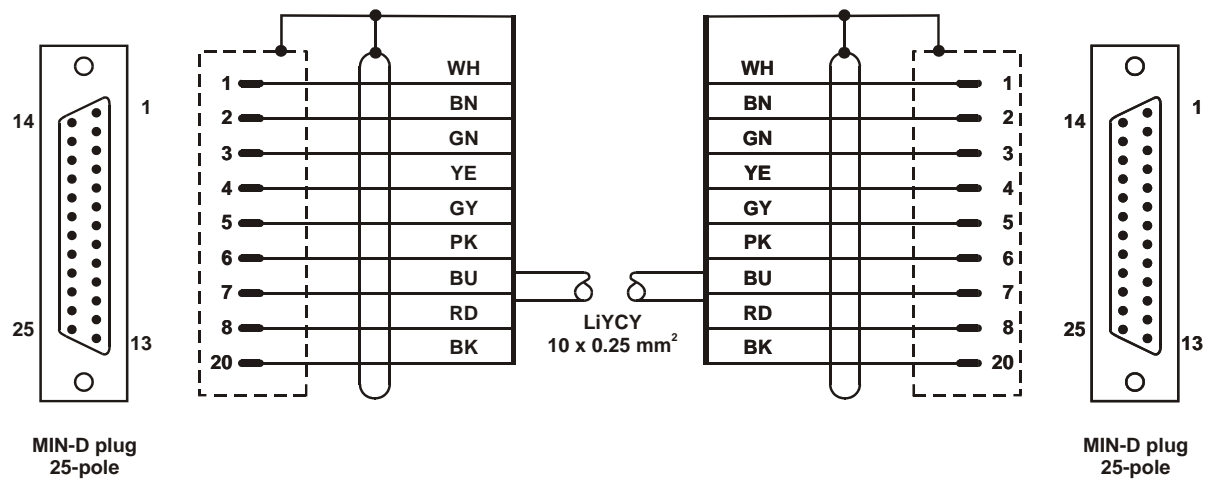 1
14
25
13
MIN-D plug
25-pole
1 WH
2 BN
3 GN
4 YE
5 GY
6 PK
7 BU
8 RD
20 BK
LiYCY
10 x 0.25 mm²
WH 1
BN 2
GN 3
YE 4
GY 5
PK 6
BU 7
RD 8
BK 20
1
14
25
13
MIN-D plug
25-pole